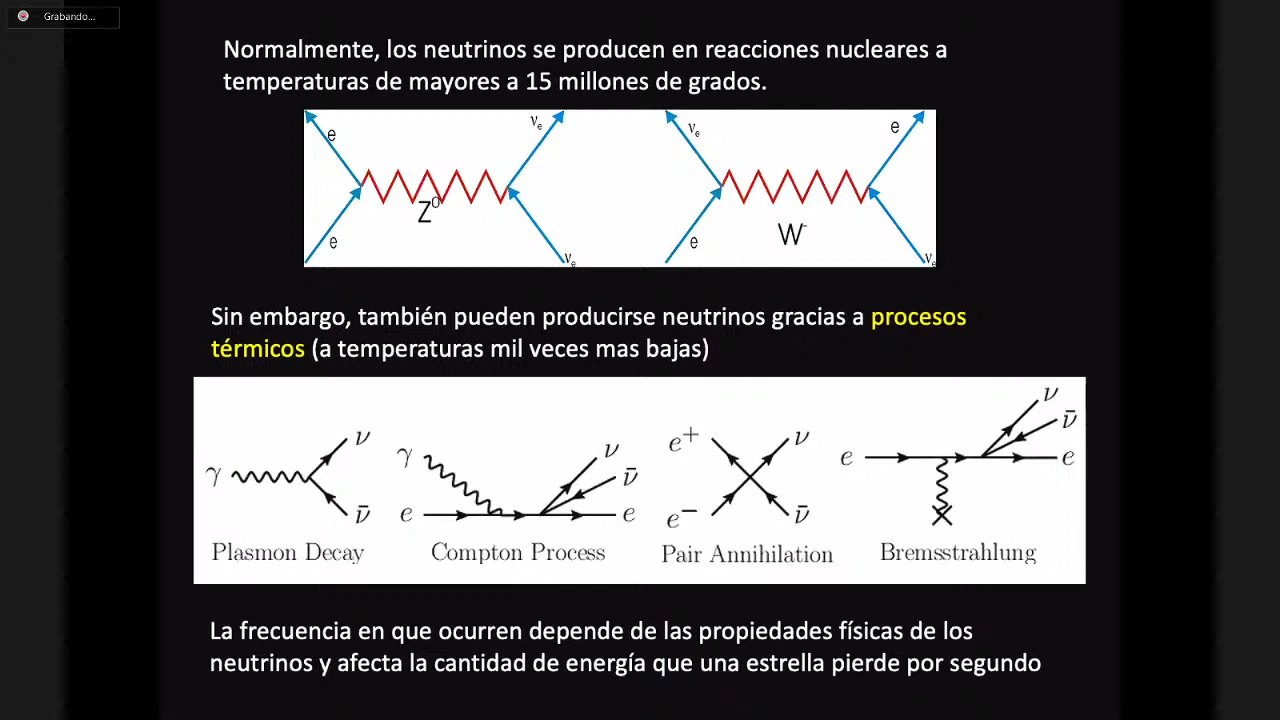 Grabando...
Normalmente, los neutrinos se producen en reacciones nucleares a
temperaturas de mayores a 15 millones de grados.
e νe νe e
Z⁰ W⁻
e νe e νe
Sin embargo, también pueden producirse neutrinos gracias a procesos
térmicos (a temperaturas mil veces mas bajas)
γ ν ν̄
Plasmon Decay
γ e ν ν̄ e
Compton Process
e⁺ e⁻ ν ν̄
Pair Annihilation
e ν ν̄ e
Bremsstrahlung
La frecuencia en que ocurren depende de las propiedades físicas de los
neutrinos y afecta la cantidad de energía que una estrella pierde por segundo